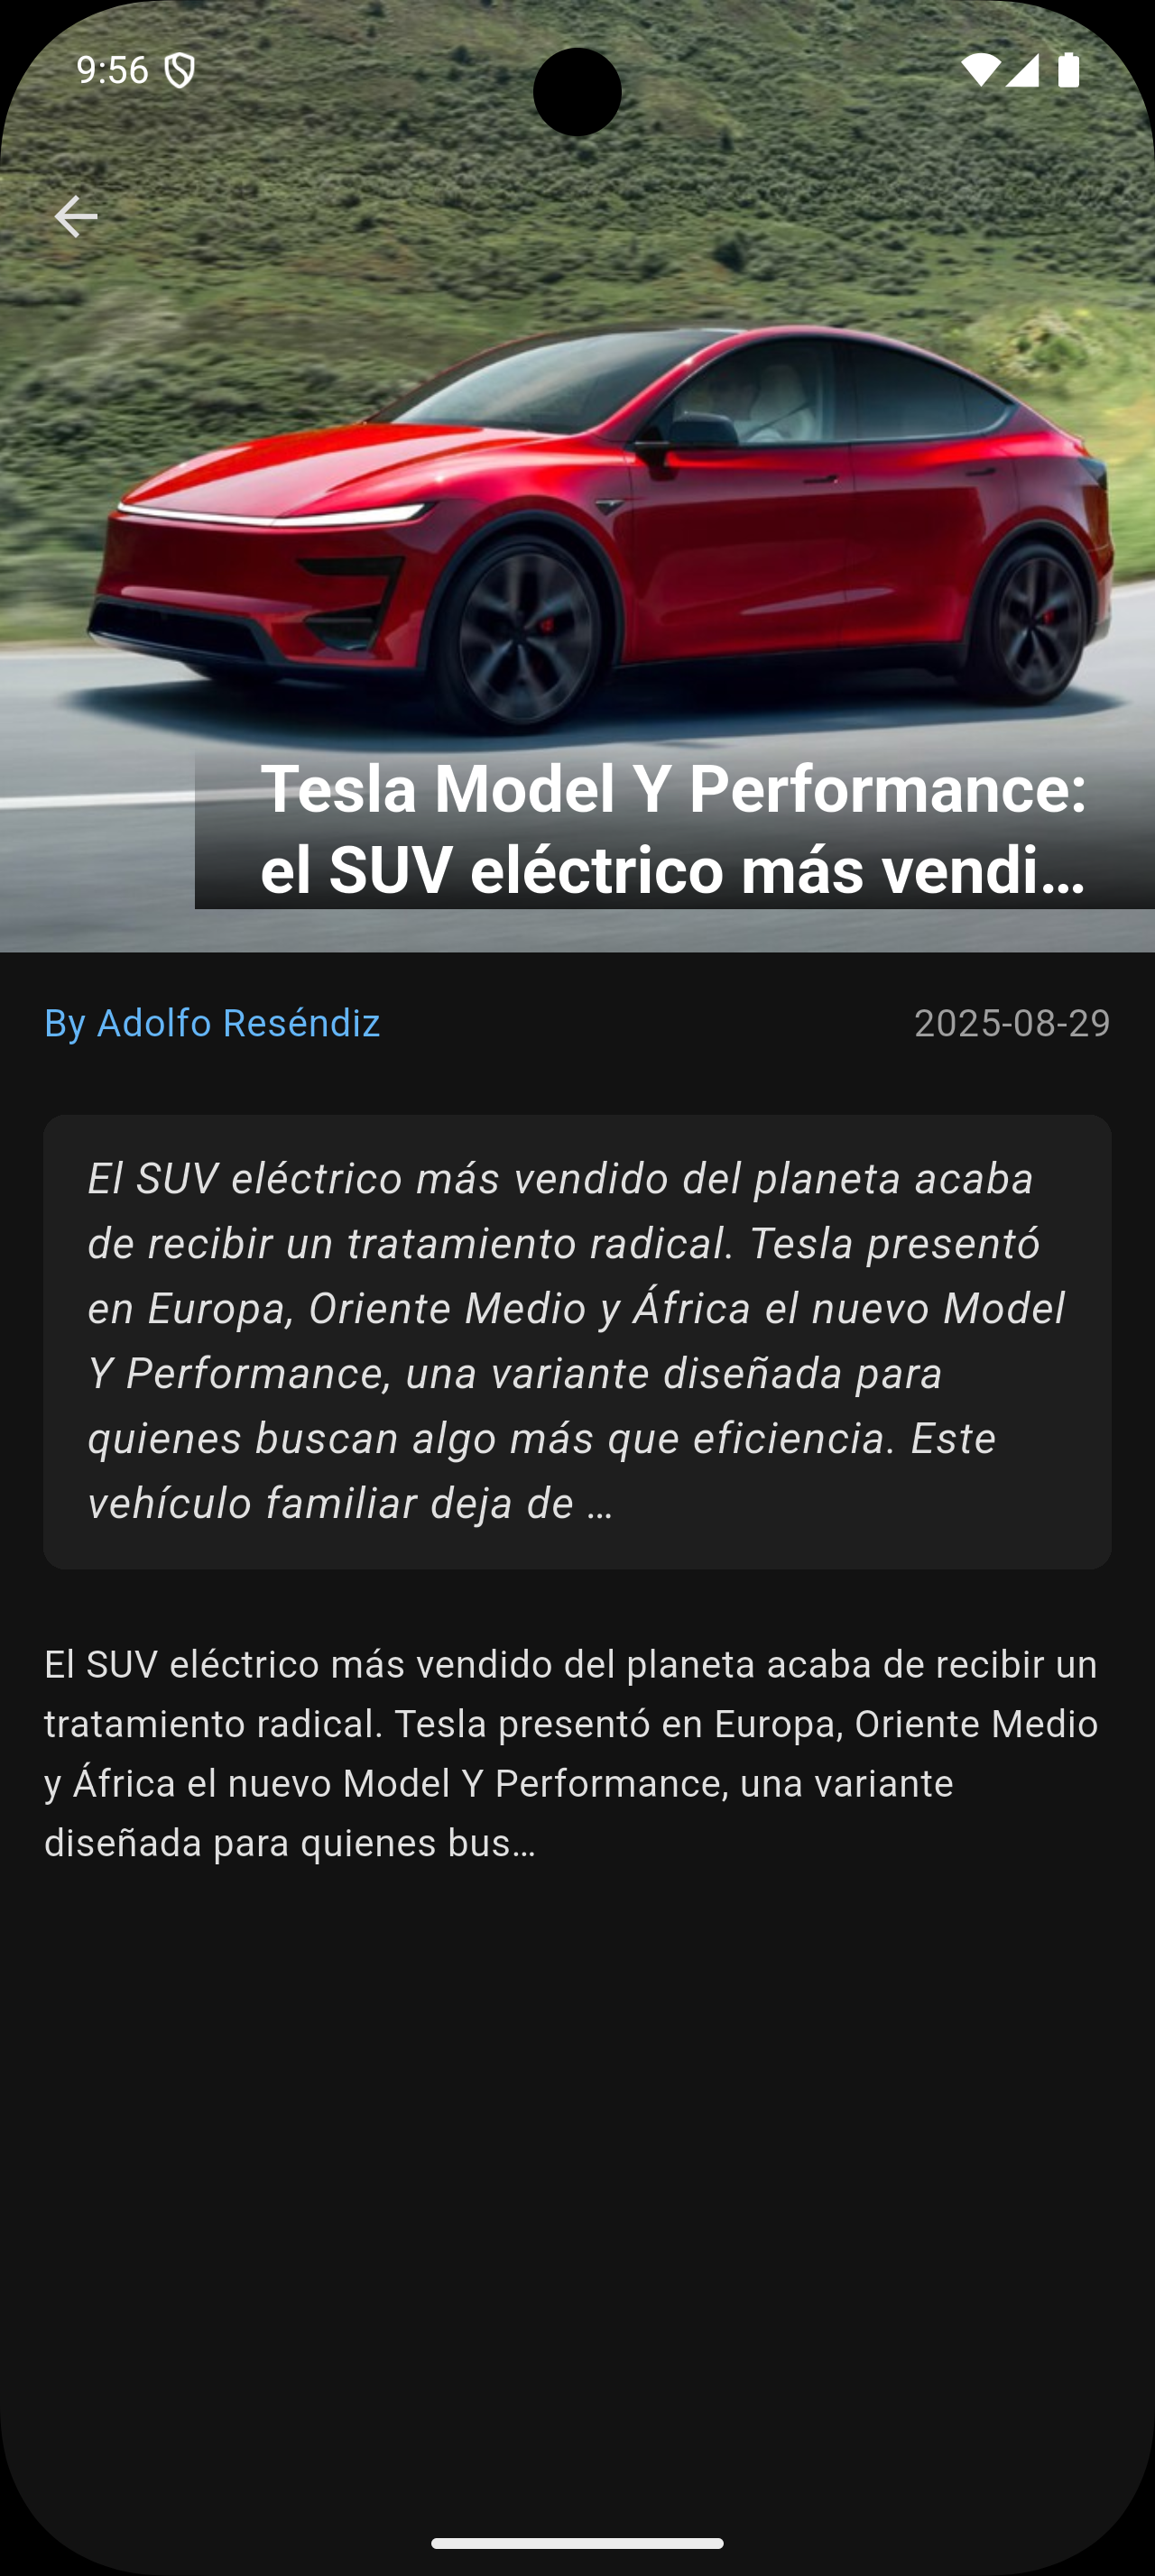 9:56
Tesla Model Y Performance:
el SUV eléctrico más vendi…
By Adolfo Reséndiz
2025-08-29
El SUV eléctrico más vendido del planeta acaba
de recibir un tratamiento radical. Tesla presentó
en Europa, Oriente Medio y África el nuevo Model
Y Performance, una variante diseñada para
quienes buscan algo más que eficiencia. Este
vehículo familiar deja de …
El SUV eléctrico más vendido del planeta acaba de recibir un
tratamiento radical. Tesla presentó en Europa, Oriente Medio
y África el nuevo Model Y Performance, una variante
diseñada para quienes bus…